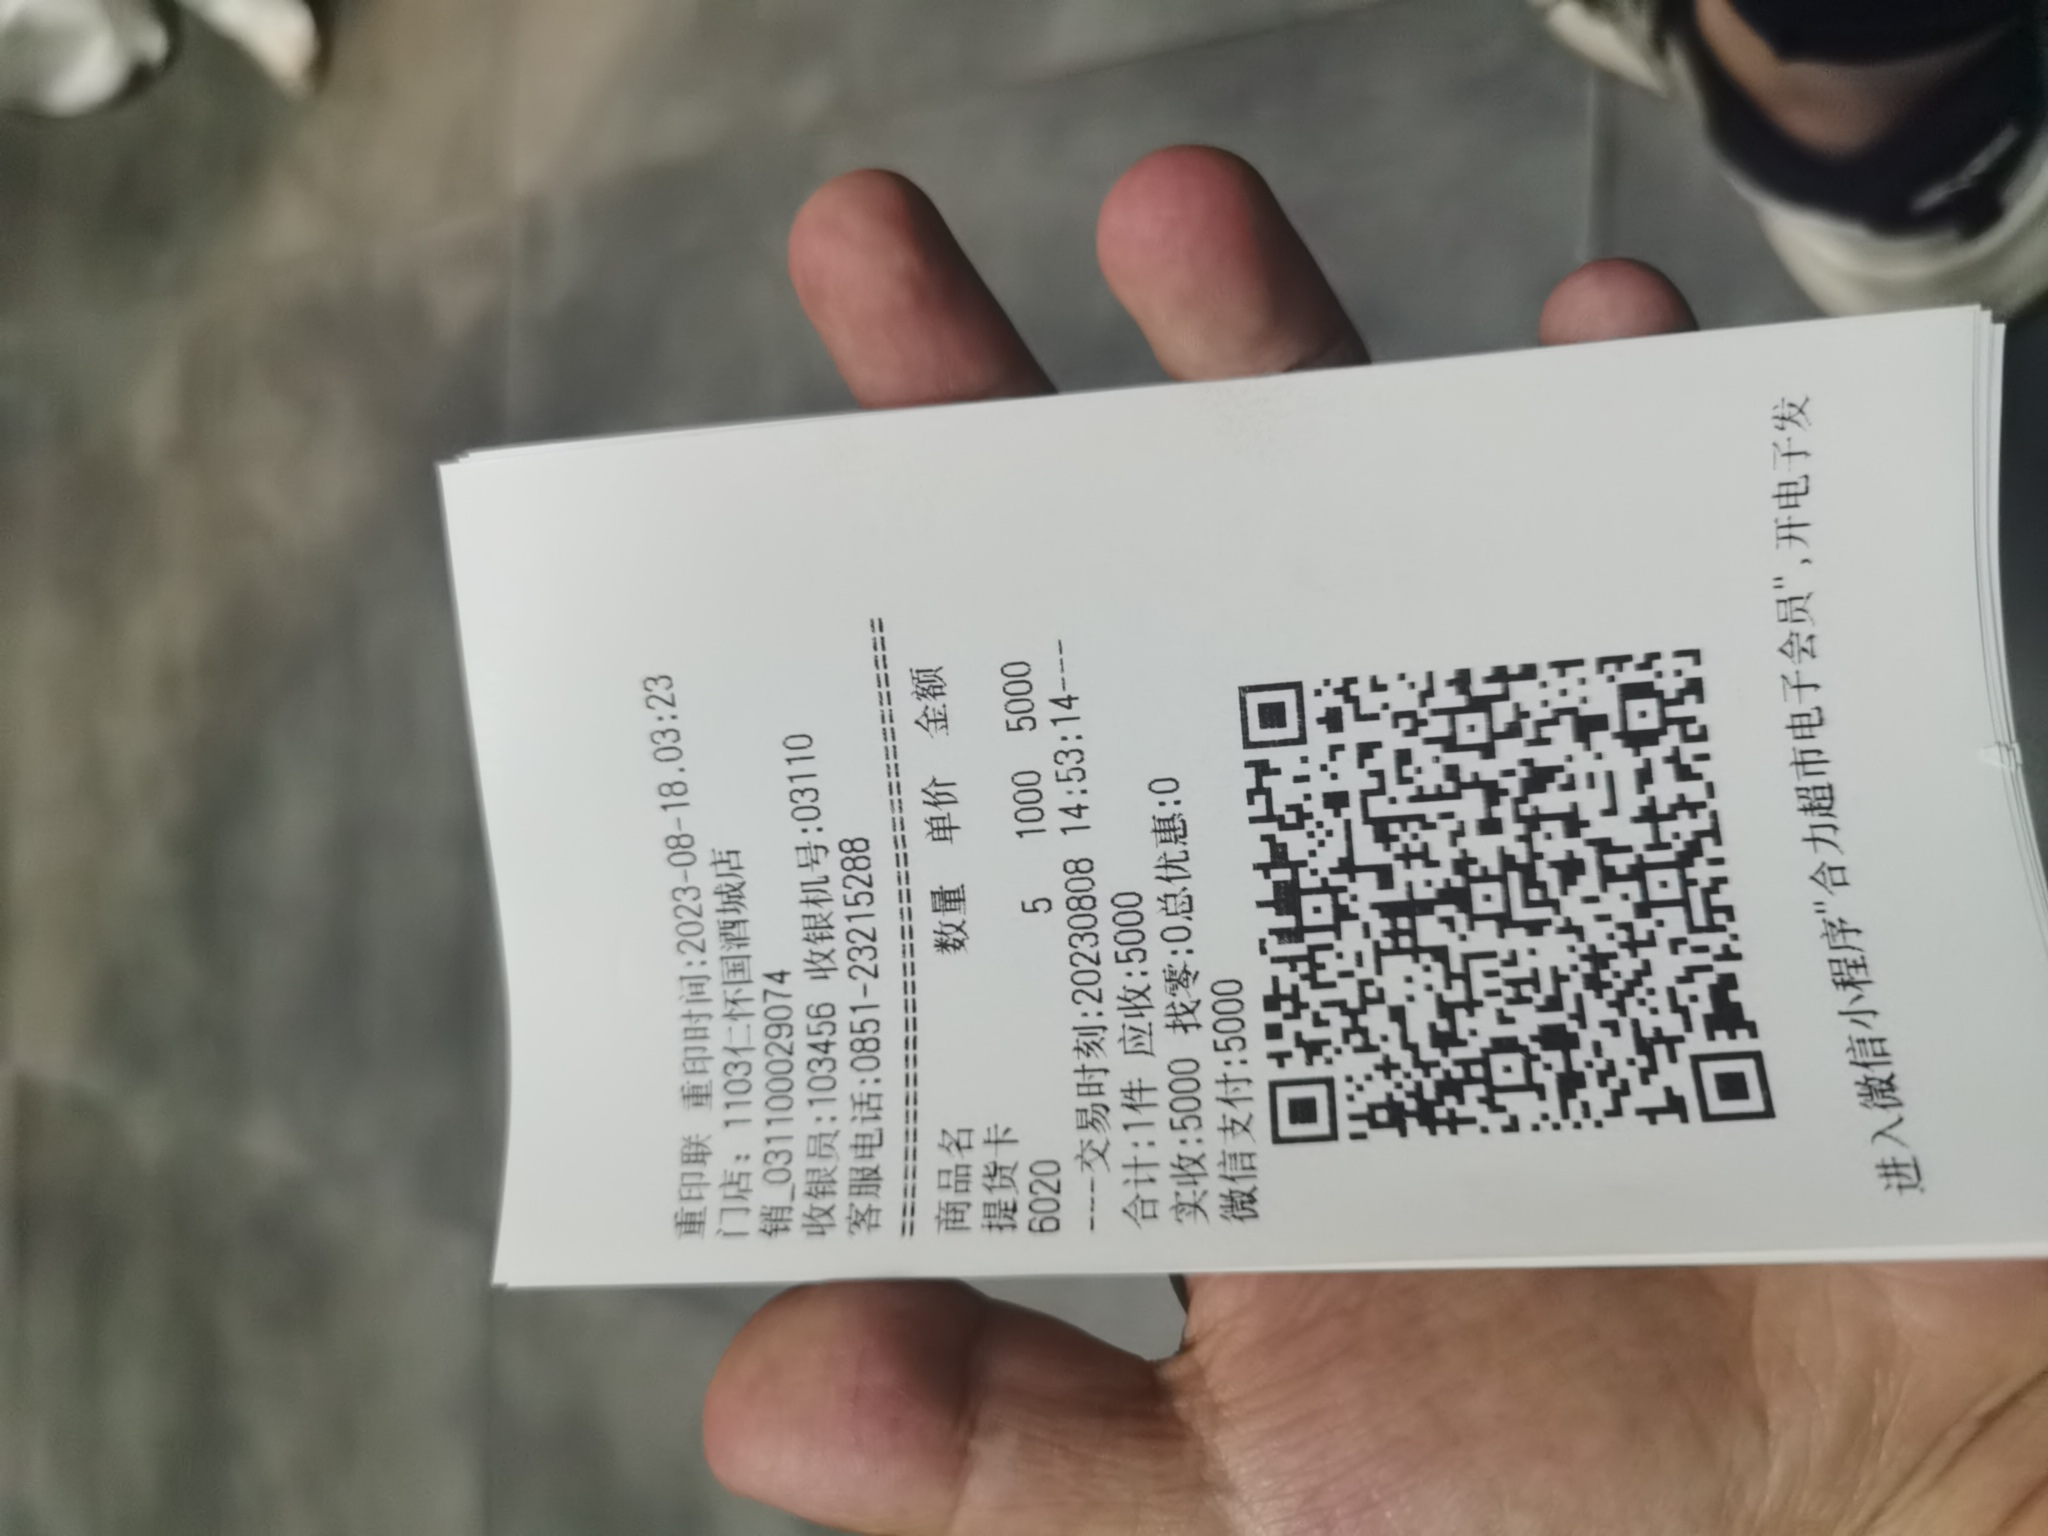 重印联 重印时间:2023-08-18.03:23
门店: 1103仁怀国酒城店
销_0311000029074
收银员:103456 收银机号:03110
客服电话:0851-23215288
==========================================
商品名 数量 单价 金额
提货卡
6020 5 1000 5000
----交易时刻:20230808 14:53:14----
合计:1件 应收:5000
实收:5000 找零:0总优惠:0
微信支付:5000
进入微信小程序"合力超市电子会员",开电子发